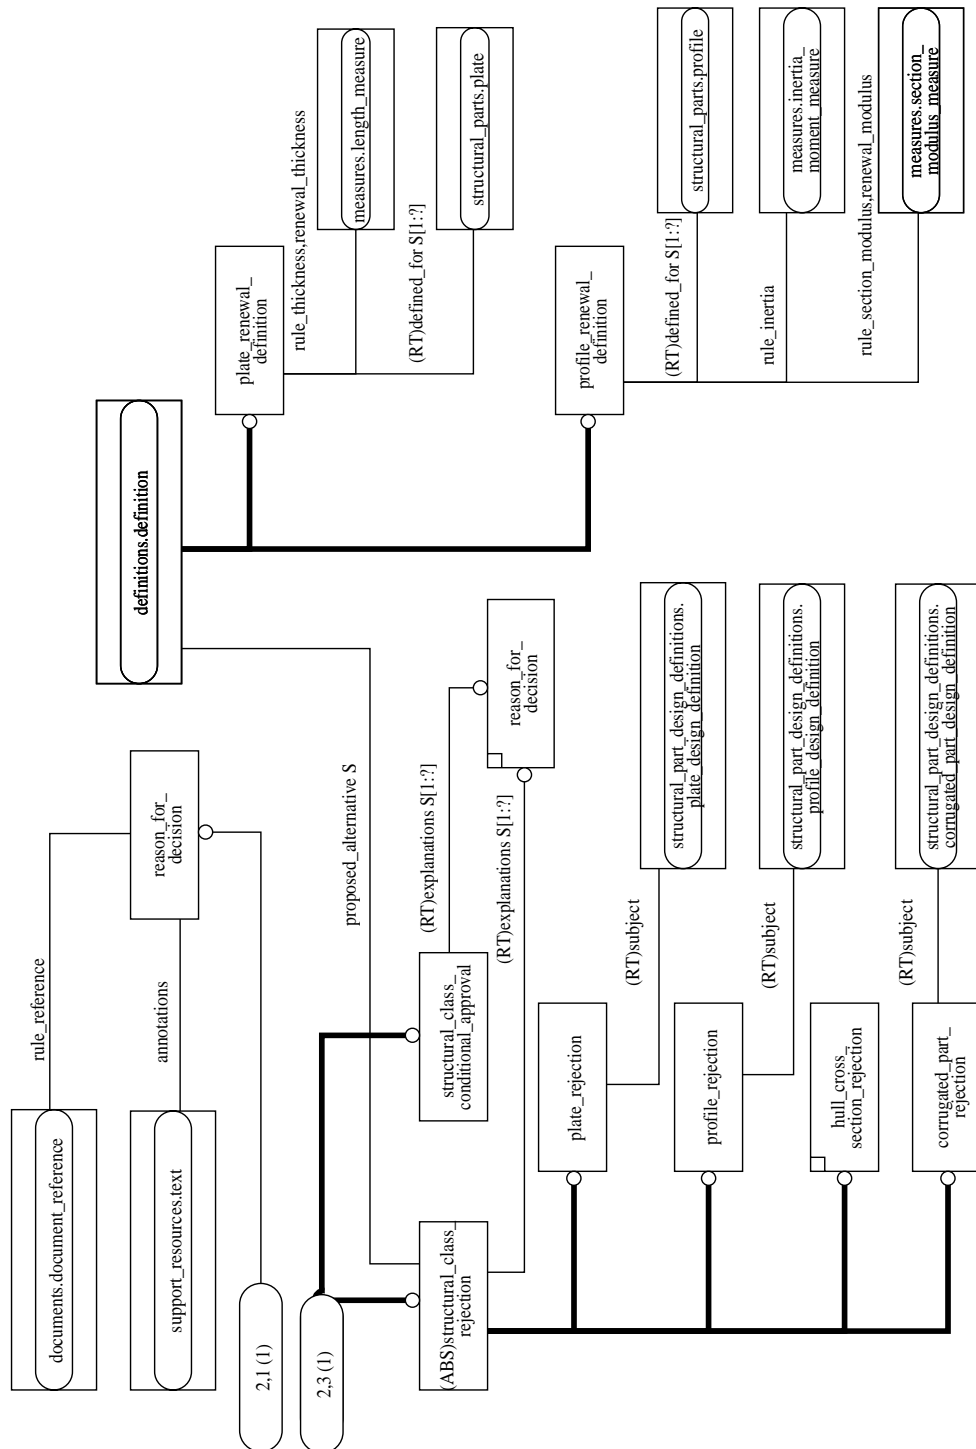 documents.document_reference
rule_reference
support_resources.text
annotations
reason_for_
decision
definitions.definition
2,1 (1)
2,3 (1)
plate_renewal_
definition
rule_thickness,renewal_thickness
measures.length_measure
proposed_alternative S
(RT)defined_for S[1:?]
structural_parts.plate
(ABS)structural_class_
rejection
structural_class_
conditional_approval
(RT)explanations S[1:?]
(RT)explanations S[1:?]
reason_for_
decision
profile_renewal_
definition
(RT)defined_for S[1:?]
structural_parts.profile
rule_inertia
measures.inertia_
moment_measure
rule_section_modulus,renewal_modulus
measures.section_
modulus_measure
plate_rejection
(RT)subject
structural_part_design_definitions.
plate_design_definition
profile_rejection
(RT)subject
structural_part_design_definitions.
profile_design_definition
hull_cross_
section_rejection
corrugated_part_
rejection
(RT)subject
structural_part_design_definitions.
corrugated_part_design_definition